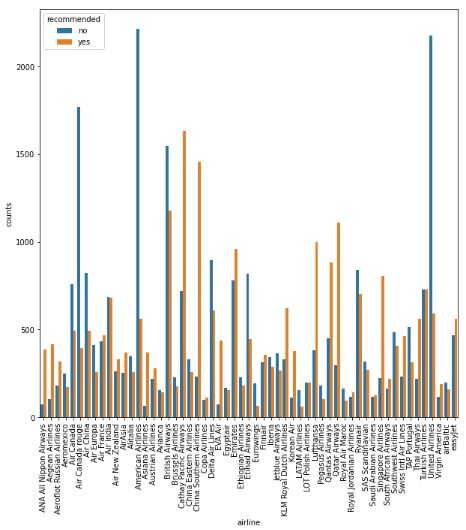 recommended
no
yes
counts
2000
1500
1000
500
0
ANA All Nippon Airways
Aegean Airlines
Aeroflot Russian Airlines
Aeromexico
Air Canada
Air Canada rouge
Air China
Air Europa
Air France
Air India
Air New Zealand
AirAsia
Alitalia
American Airlines
Asiana Airlines
Austrian Airlines
Avianca
British Airways
Brussels Airlines
Cathay Pacific Airways
China Eastern Airlines
China Southern Airlines
Copa Airlines
Delta Air Lines
EVA Air
Egyptair
Emirates
Ethiopian Airlines
Etihad Airways
Eurowings
Finnair
Iberia
Jetblue Airways
KLM Royal Dutch Airlines
Korean Air
LATAM Airlines
LOT Polish Airlines
Lufthansa
Pegasus Airlines
Qantas Airways
Qatar Airways
Royal Air Maroc
Royal Jordanian Airlines
Ryanair
SAS Scandinavian
Saudi Arabian Airlines
Singapore Airlines
South African Airways
Southwest Airlines
Swiss Intl Air Lines
TAP Portugal
Thai Airways
Turkish Airlines
United Airlines
Virgin America
airBaltic
easyJet
airline